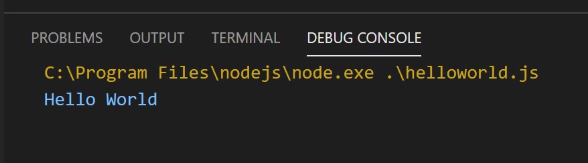 PROBLEMS OUTPUT TERMINAL DEBUG CONSOLE
C:\Program Files\nodejs\node.exe .\helloworld.js
Hello World